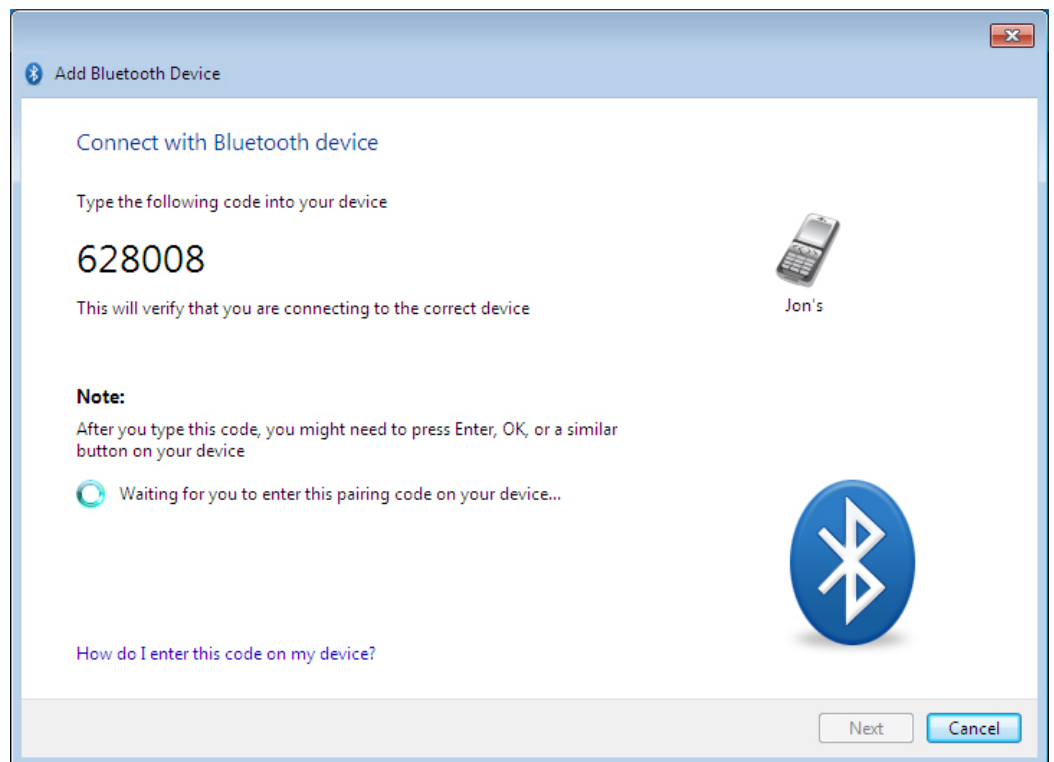 Add Bluetooth Device
Connect with Bluetooth device
Type the following code into your device
628008
This will verify that you are connecting to the correct device
Jon's
Note:
After you type this code, you might need to press Enter, OK, or a similar
button on your device
Waiting for you to enter this pairing code on your device...
How do I enter this code on my device?
Next
Cancel